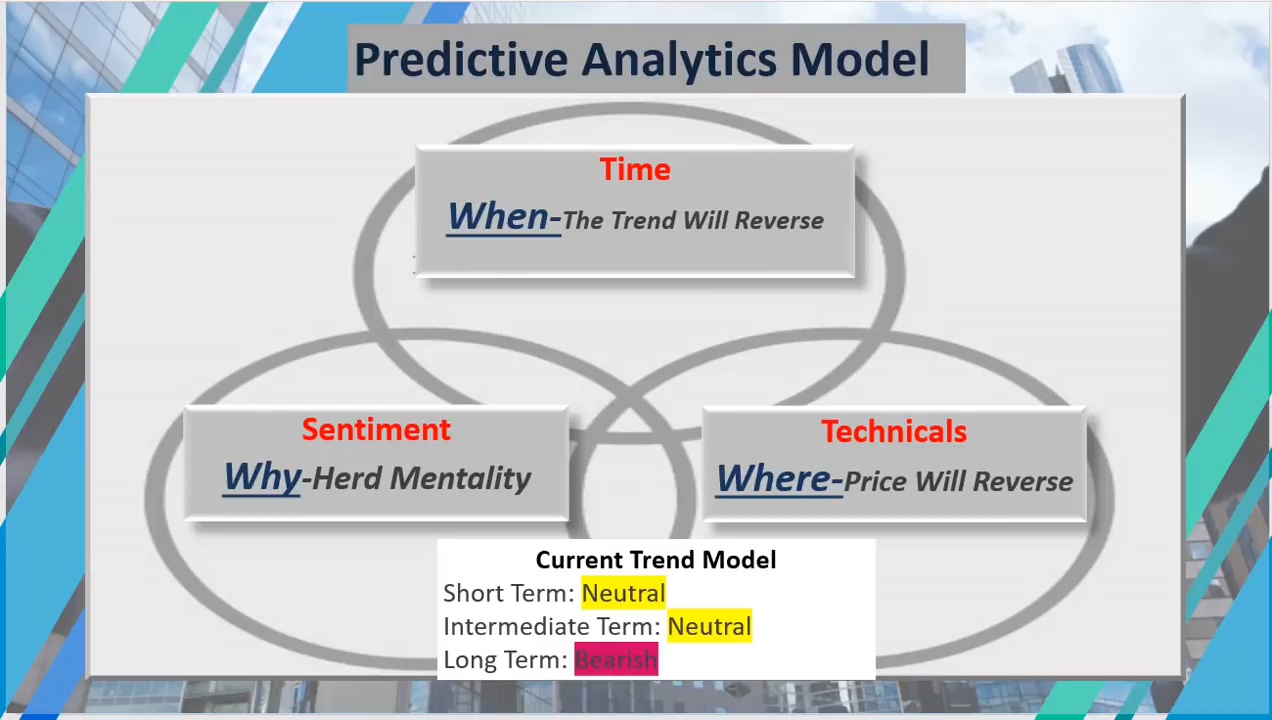 Predictive Analytics Model
Time
When-The Trend Will Reverse
Sentiment
Why-Herd Mentality
Technicals
Where-Price Will Reverse
Current Trend Model
Short Term: Neutral
Intermediate Term: Neutral
Long Term: Bearish